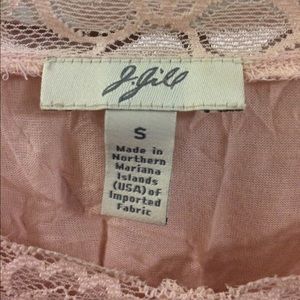 J.Jill
S
Made in
Northern
Mariana
Islands
(USA) of
Imported
Fabric